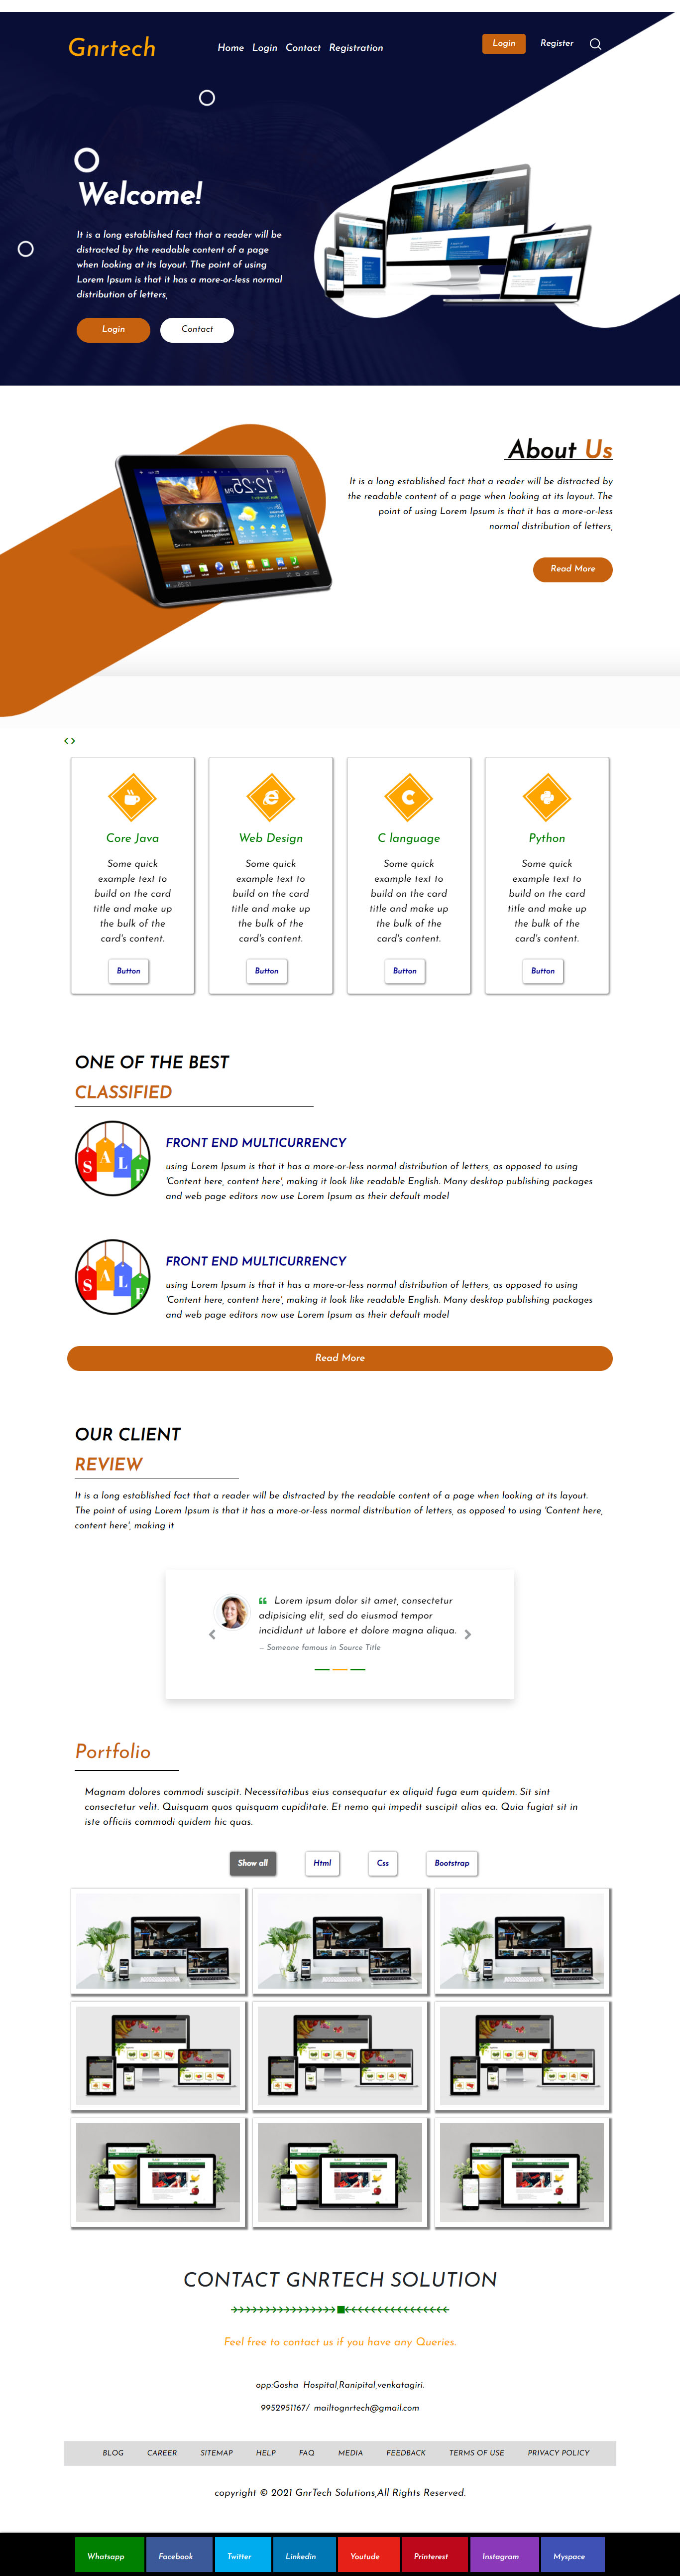 Gnrtech
Home Login Contact Registration
Login Register
Welcome!
It is a long established fact that a reader will be
distracted by the readable content of a page
when looking at its layout. The point of using
Lorem Ipsum is that it has a more-or-less normal
distribution of letters,
Login Contact
About Us
It is a long established fact that a reader will be distracted by
the readable content of a page when looking at its layout. The
point of using Lorem Ipsum is that it has a more-or-less
normal distribution of letters,
Read More
Core Java
Some quick
example text to
build on the card
title and make up
the bulk of the
card's content.
Button
Web Design
Some quick
example text to
build on the card
title and make up
the bulk of the
card's content.
Button
C language
Some quick
example text to
build on the card
title and make up
the bulk of the
card's content.
Button
Python
Some quick
example text to
build on the card
title and make up
the bulk of the
card's content.
Button
ONE OF THE BEST
CLASSIFIED
SALE
FRONT END MULTICURRENCY
using Lorem Ipsum is that it has a more-or-less normal distribution of letters, as opposed to using
'Content here, content here', making it look like readable English. Many desktop publishing packages
and web page editors now use Lorem Ipsum as their default model
SALE
FRONT END MULTICURRENCY
using Lorem Ipsum is that it has a more-or-less normal distribution of letters, as opposed to using
'Content here, content here', making it look like readable English. Many desktop publishing packages
and web page editors now use Lorem Ipsum as their default model
Read More
OUR CLIENT
REVIEW
It is a long established fact that a reader will be distracted by the readable content of a page when looking at its layout.
The point of using Lorem Ipsum is that it has a more-or-less normal distribution of letters, as opposed to using 'Content here,
content here', making it
Lorem ipsum dolor sit amet, consectetur
adipisicing elit, sed do eiusmod tempor
incididunt ut labore et dolore magna aliqua.
— Someone famous in Source Title
Portfolio
Magnam dolores commodi suscipit. Necessitatibus eius consequatur ex aliquid fuga eum quidem. Sit sint
consectetur velit. Quisquam quos quisquam cupiditate. Et nemo qui impedit suscipit alias ea. Quia fugiat sit in
iste officiis commodi quidem hic quas.
Show all Html Css Bootstrap
CONTACT GNRTECH SOLUTION
Feel free to contact us if you have any Queries.
opp:Gosha Hospital,Ranipital,venkatagiri.
9952951167/ mailtognrtech@gmail.com
BLOG CAREER SITEMAP HELP FAQ MEDIA FEEDBACK TERMS OF USE PRIVACY POLICY
copyright © 2021 GnrTech Solutions,All Rights Reserved.
Whatsapp Facebook Twitter Linkedin Youtude Printerest Instagram Myspace